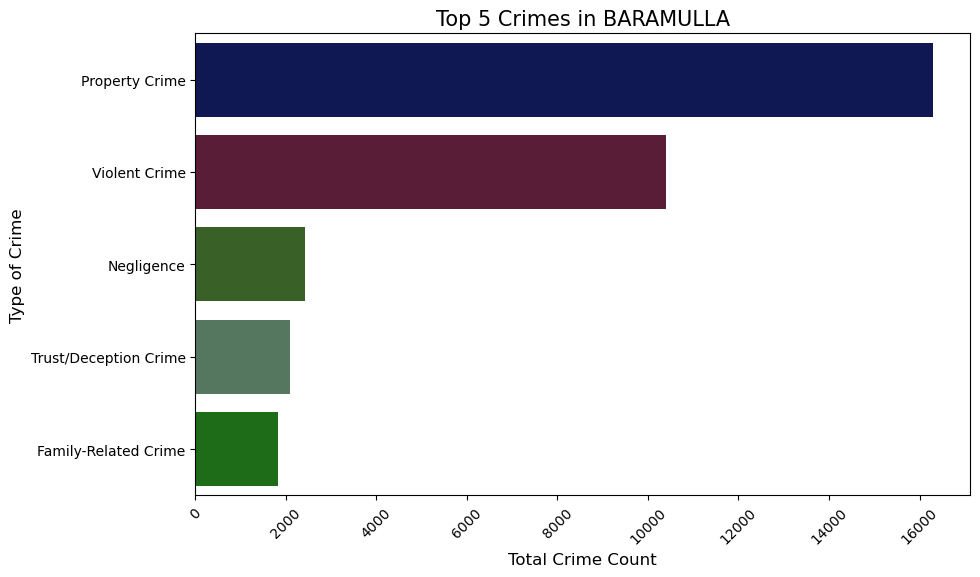 Top 5 Crimes in BARAMULLA
Type of Crime
Property Crime
Violent Crime
Negligence
Trust/Deception Crime
Family-Related Crime
0
2000
4000
6000
8000
10000
12000
14000
16000
Total Crime Count